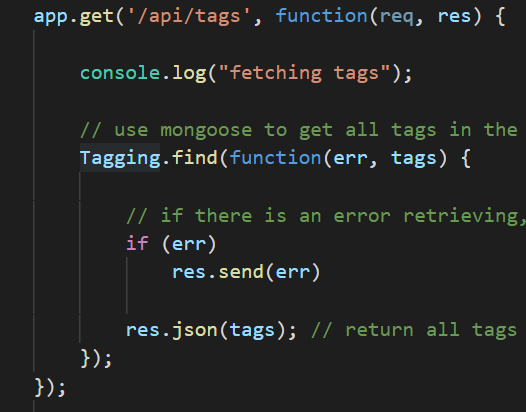 app.get('/api/tags', function(req, res) {
console.log("fetching tags");
// use mongoose to get all tags in the
Tagging.find(function(err, tags) {
// if there is an error retrieving,
if (err)
res.send(err)
res.json(tags); // return all tags
});
});